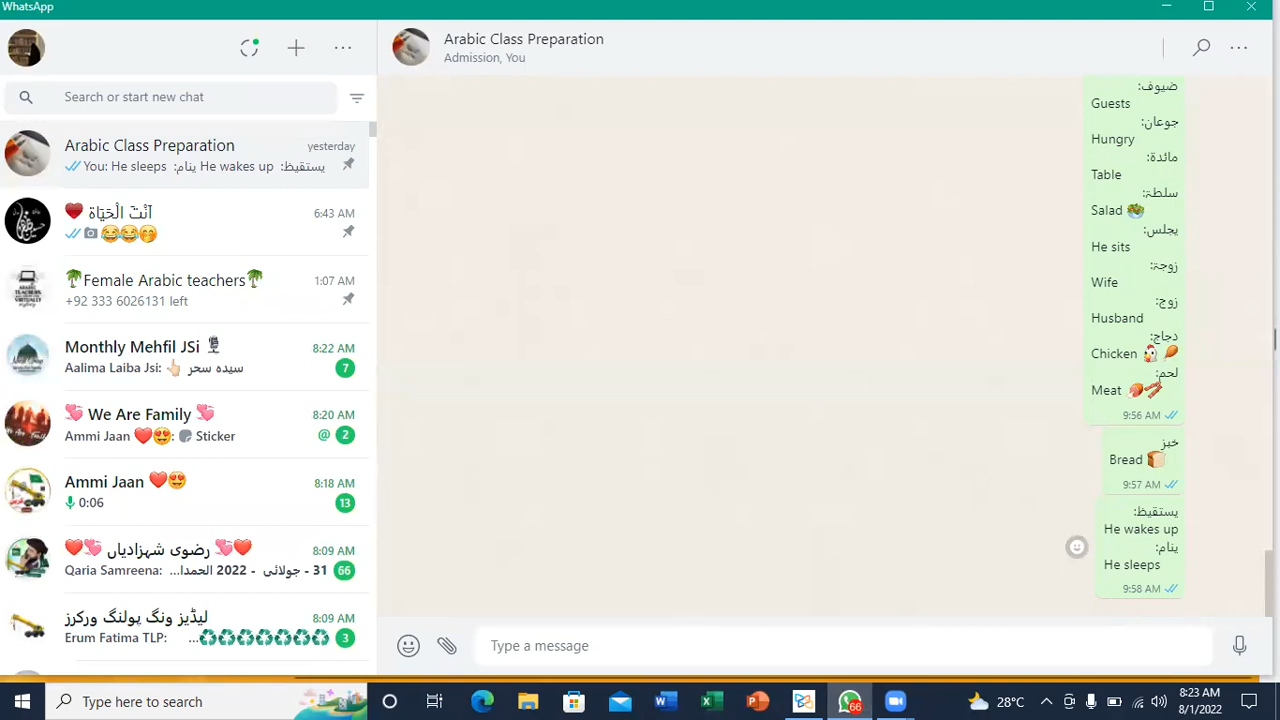 WhatsApp
Search or start new chat
Arabic Class Preparation
yesterday
You: He sleeps ينام: He wakes up يستقيظ:
أَنْتَ الْحَيَاة
6:43 AM
Female Arabic teachers
1:07 AM
+92 333 6026131 left
Monthly Mehfil JSi
8:22 AM
Aalima Laiba Jsi: سیدہ سحر
7
We Are Family
8:20 AM
Ammi Jaan: Sticker
@ 2
Ammi Jaan
8:18 AM
0:06
13
رضوی شہزادیاں
8:09 AM
Qaria Samreena: 31 - جولائی - 2022 الحمدا...
66
لیڈیز ونگ پولنگ ورکرز
8:09 AM
Erum Fatima TLP: ...
3
Arabic Class Preparation
Admission, You
ضيوف:
Guests
جوعان:
Hungry
مائدة:
Table
سلطۃ:
Salad
يجلس:
He sits
زوجۃ:
Wife
زوج:
Husband
دجاج:
Chicken
لحم:
Meat
9:56 AM
خبز
Bread
9:57 AM
يستقيظ:
He wakes up
ينام:
He sleeps
9:58 AM
Type a message
Type here to search
66
28°C
8:23 AM
8/1/2022